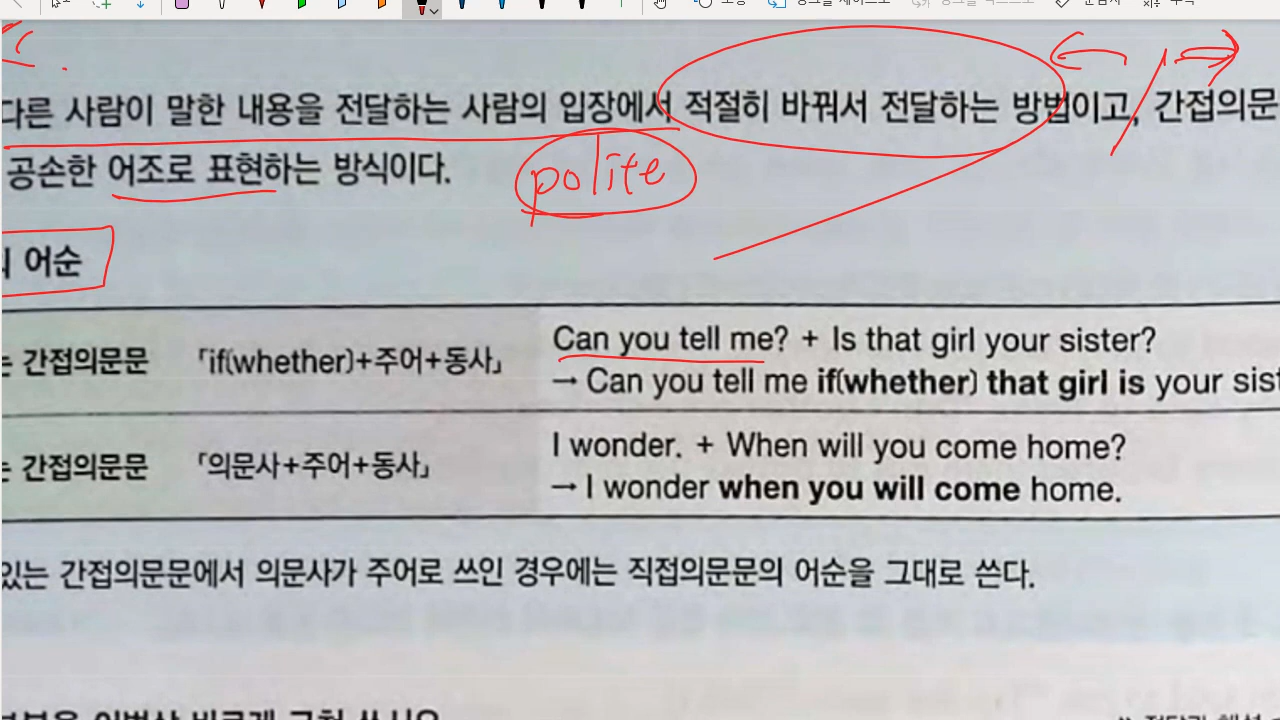 다른 사람이 말한 내용을 전달하는 사람의 입장에서 적절히 바꿔서 전달하는 방법이고, 간접의문
공손한 어조로 표현하는 방식이다.
polite
어순
간접의문문 「if(whether)+주어+동사」 Can you tell me? + Is that girl your sister?
→ Can you tell me if(whether) that girl is your sist
간접의문문 「의문사+주어+동사」 I wonder. + When will you come home?
→ I wonder when you will come home.
있는 간접의문문에서 의문사가 주어로 쓰인 경우에는 직접의문문의 어순을 그대로 쓴다.